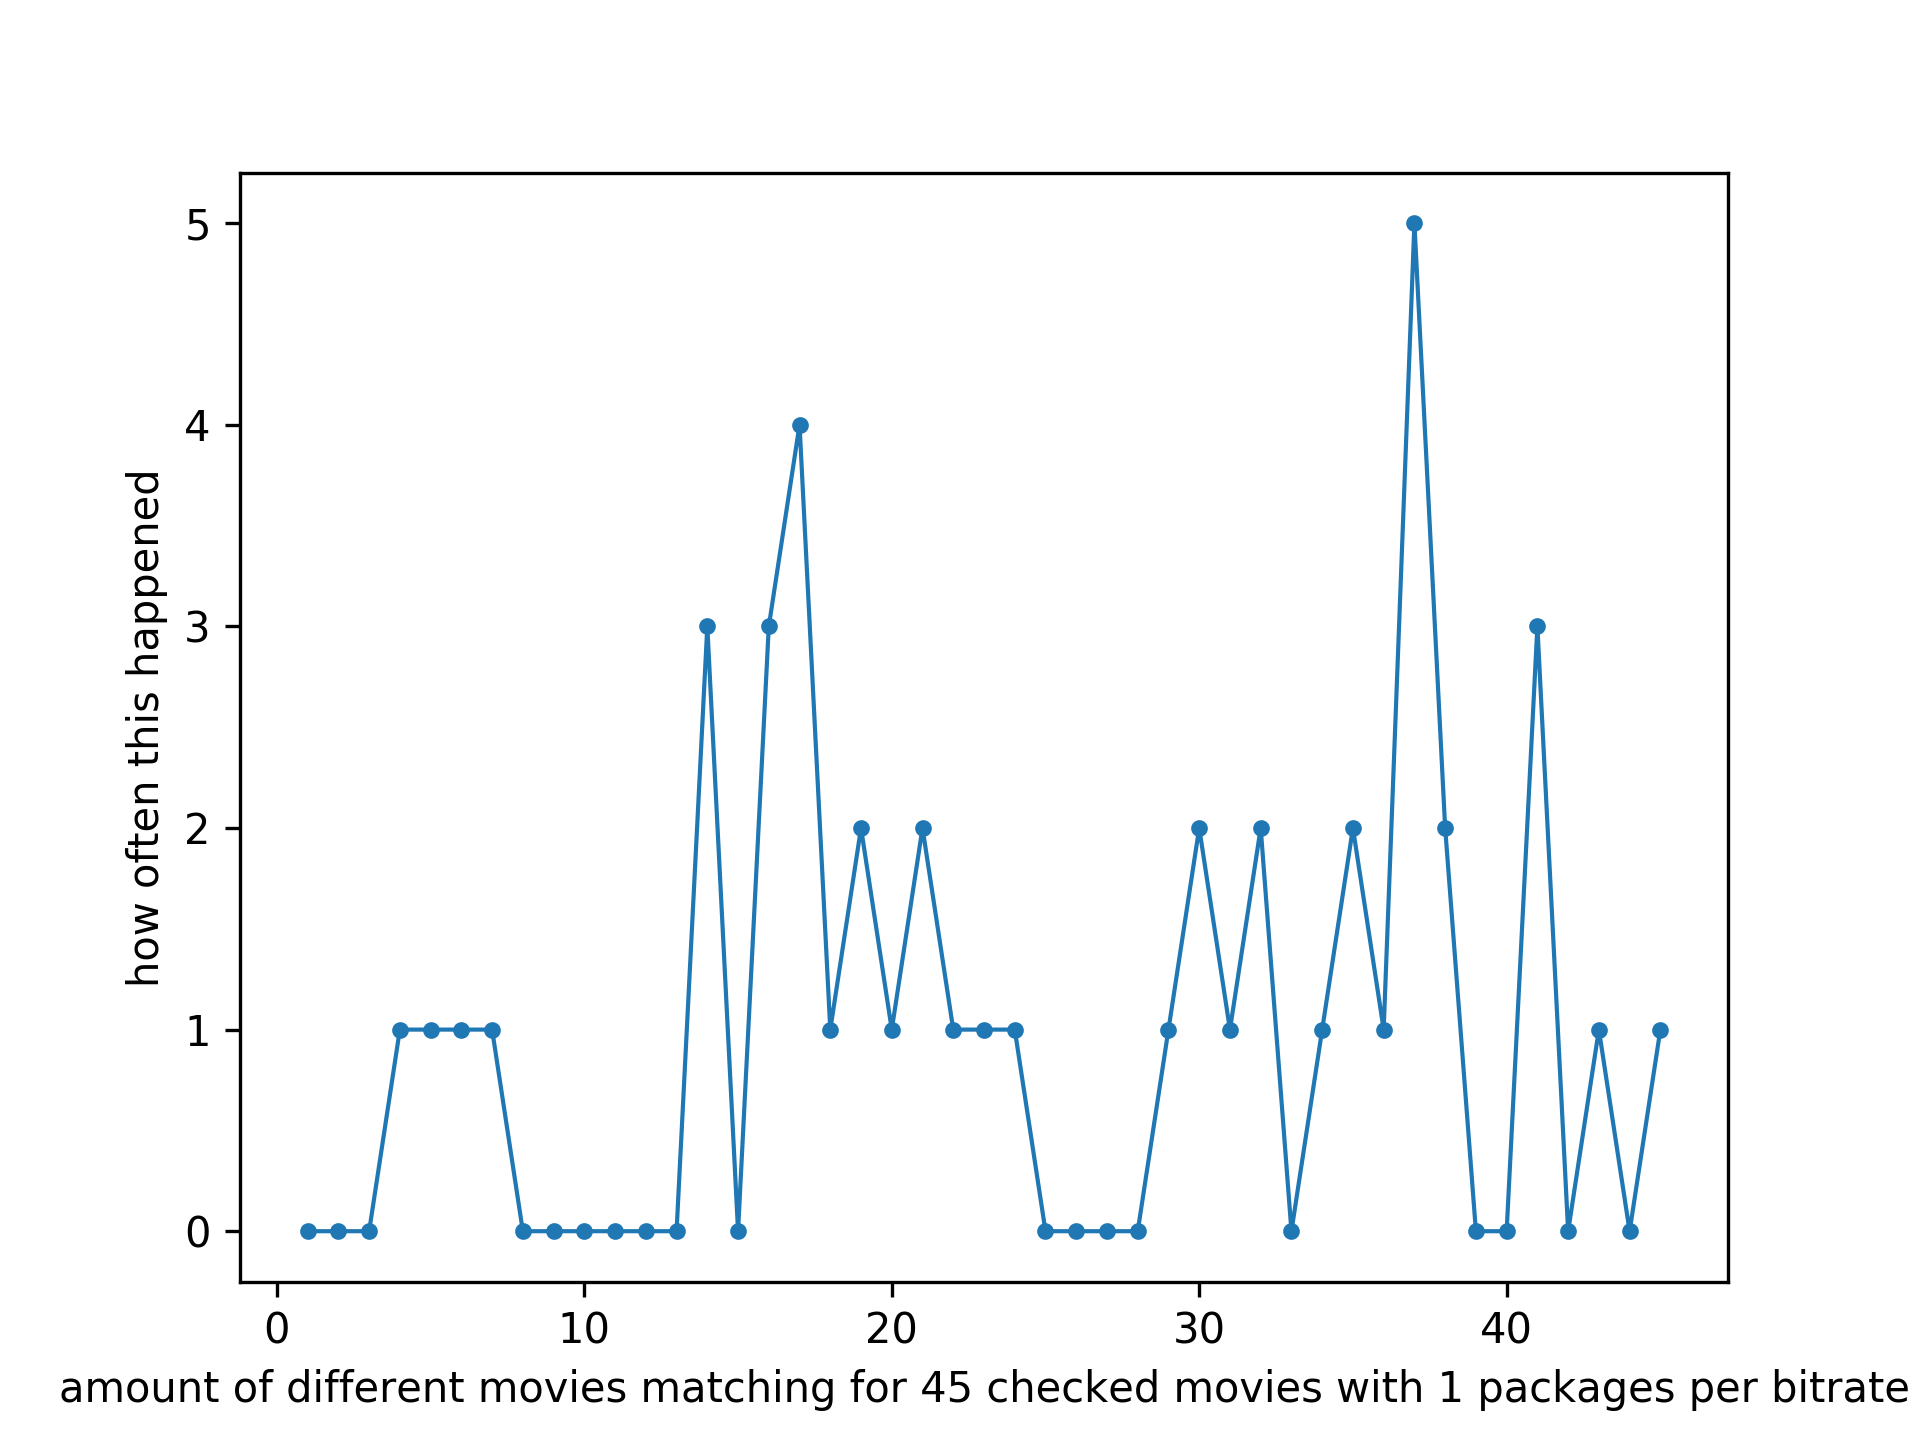 5
4
3
2
1
0
how often this happened
0 10 20 30 40
amount of different movies matching for 45 checked movies with 1 packages per bitrate